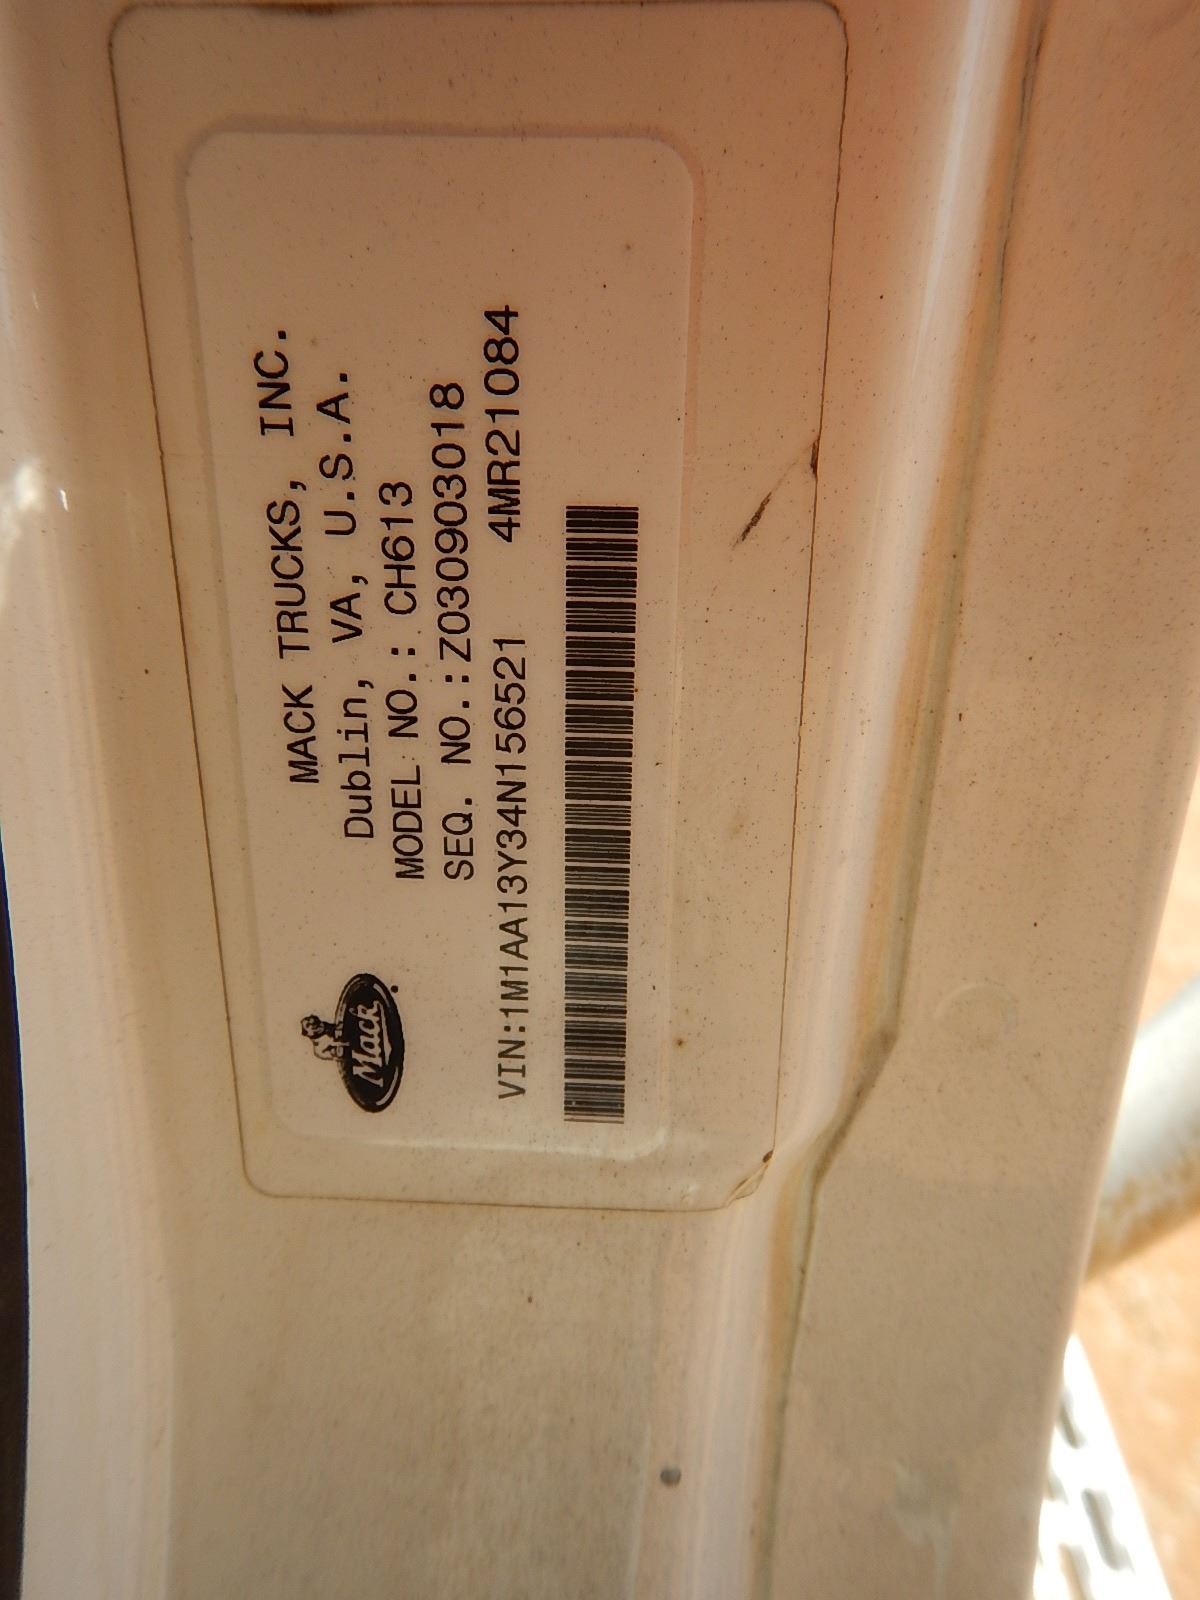 MACK TRUCKS, INC.
Dublin, VA, U.S.A.
MODEL NO.: CH613
SEQ. NO.:Z030903018
VIN:1M1AA13Y34N156521 4MR21084
Mack